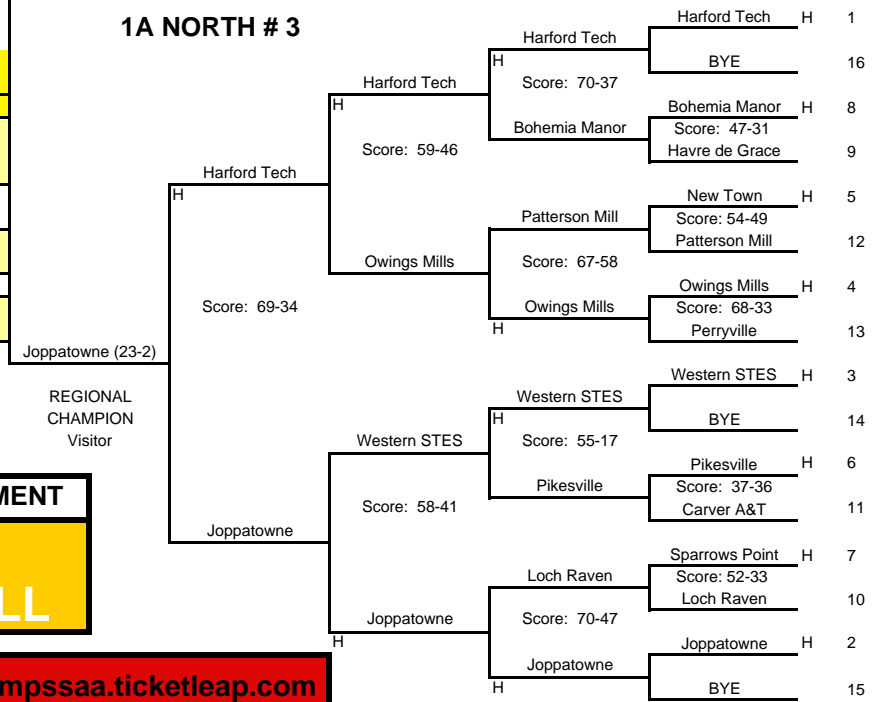 1A NORTH # 3
Harford Tech H 1
BYE 16
Harford Tech
H
Score: 70-37
Bohemia Manor H 8
Score: 47-31
Havre de Grace 9
Bohemia Manor
Harford Tech
H
Score: 59-46
New Town H 5
Score: 54-49
Patterson Mill 12
Patterson Mill
Score: 67-58
Owings Mills H 4
Score: 68-33
Perryville 13
Owings Mills
H
Owings Mills
Harford Tech
H
Score: 69-34
Joppatowne (23-2)
REGIONAL
CHAMPION
Visitor
Western STES H 3
BYE 14
Western STES
H
Score: 55-17
Pikesville H 6
Score: 37-36
Carver A&T 11
Pikesville
Western STES
Score: 58-41
Joppatowne
Sparrows Point H 7
Score: 52-33
Loch Raven 10
Loch Raven
Score: 70-47
Joppatowne H 2
BYE 15
Joppatowne
H
Joppatowne
H
MENT
LL
mpssaa.ticketleap.com